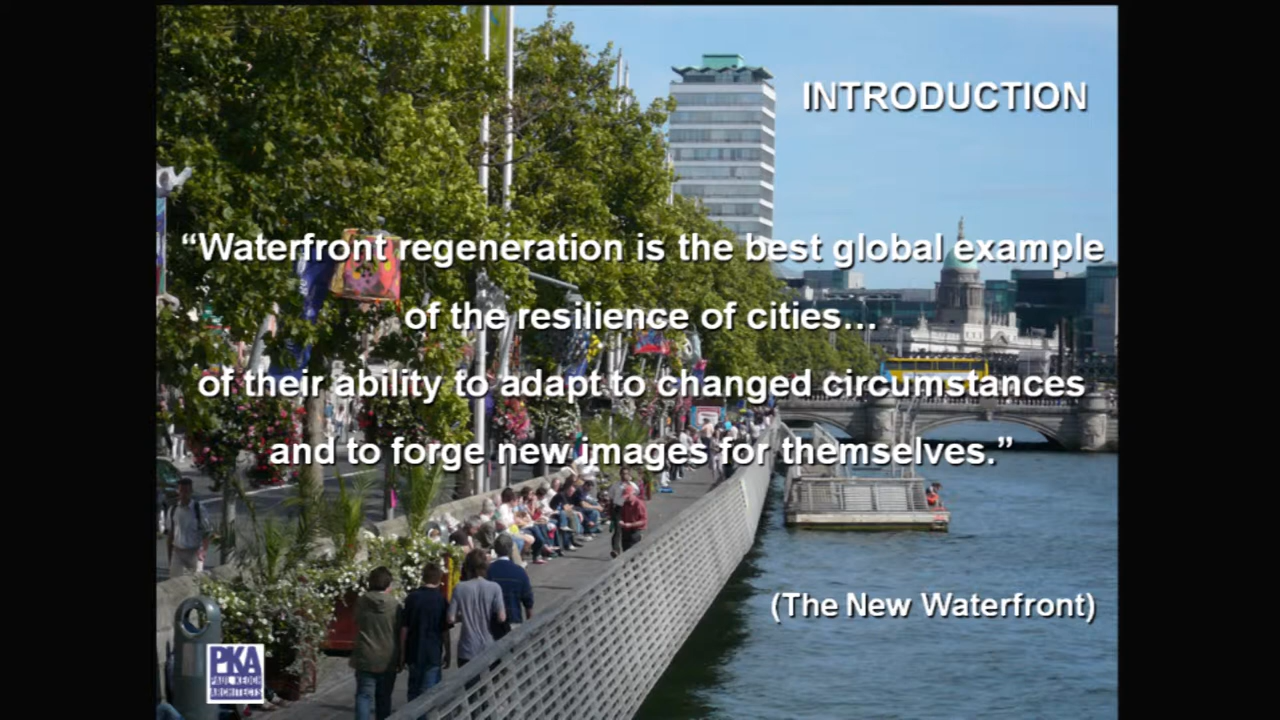 INTRODUCTION
“Waterfront regeneration is the best global example
of the resilience of cities...
of their ability to adapt to changed circumstances
and to forge new images for themselves.”
(The New Waterfront)
PKA
PAUL KEOGH
ARCHITECTS